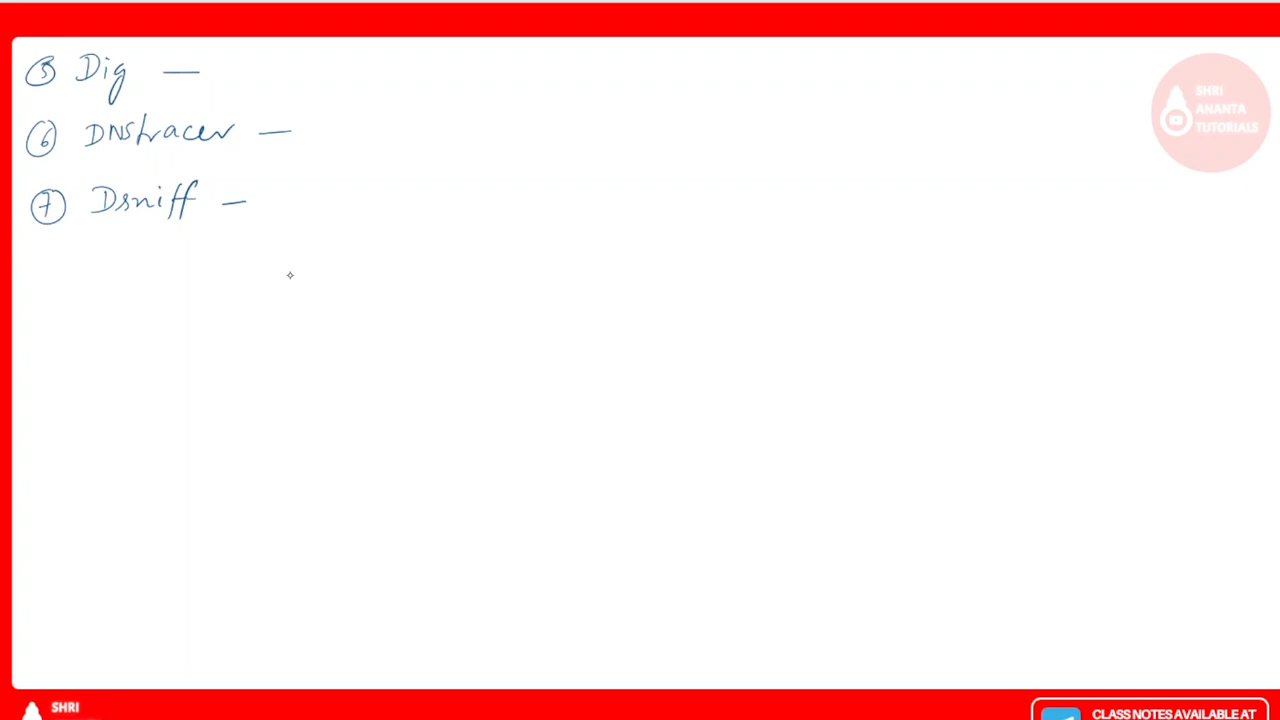 ⑤ Dig —
⑥ DNStracer —
⑦ Dsniff —
SHRI
ANANTA
TUTORIALS
SHRI
CLASS NOTES AVAILABLE AT